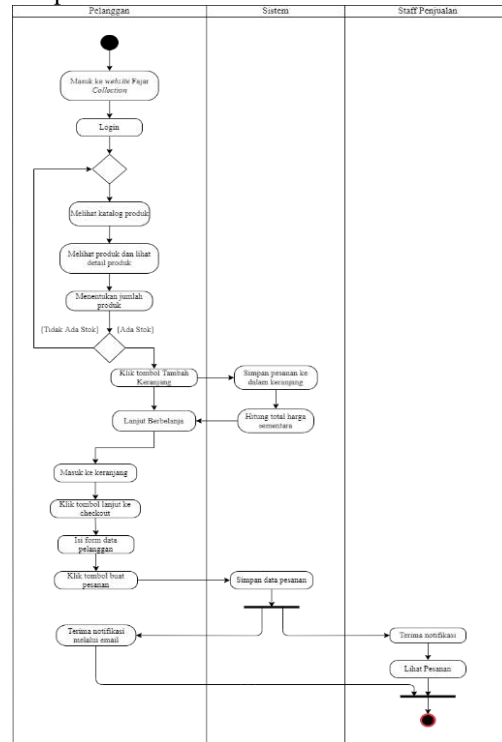 Pelanggan
Sistem
Staff Penjualan
Masuk ke website Fajar
Collection
Login
Melihat katalog produk
Melihat produk dan lihat
detail produk
Menentukan jumlah
produk
[Tidak Ada Stok]
[Ada Stok]
Klik tombol Tambah
Keranjang
Simpan pesanan ke
dalam keranjang
Lanjut Berbelanja
Hitung total harga
sementara
Masuk ke keranjang
Klik tombol lanjut ke
checkout
Isi form data
pelanggan
Klik tombol buat
pesanan
Simpan data pesanan
Terima notifikasi
melalui email
Terima notifikasi
Lihat Pesanan